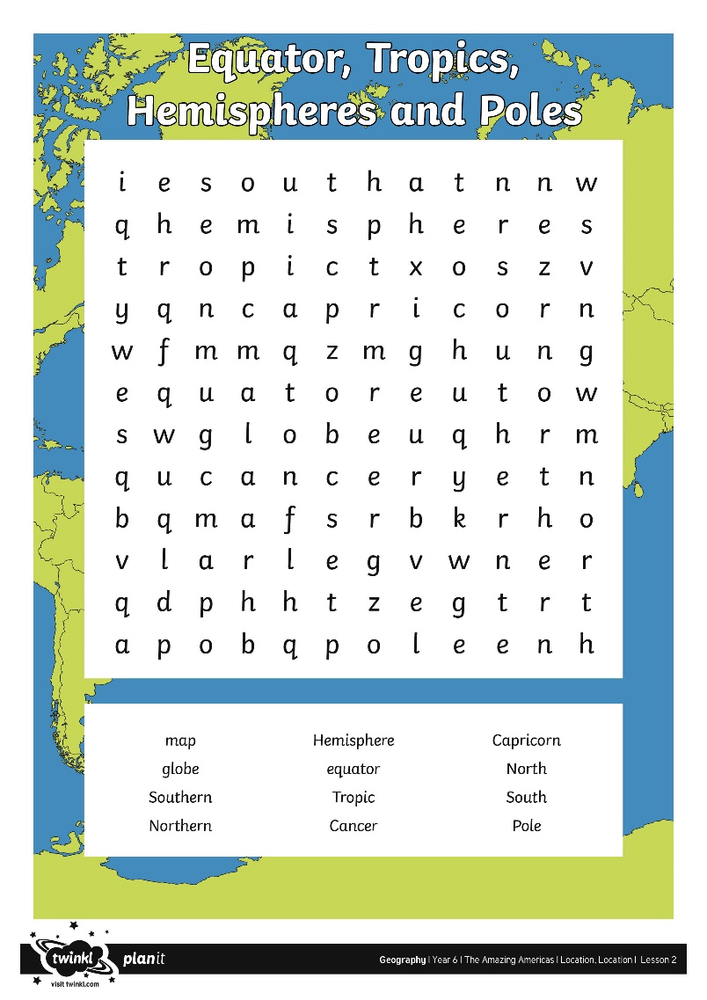 Equator, Tropics,
Hemispheres and Poles
i e s o u t h a t n n w
q h e m i s p h e r e s
t r o p i c t x o s z v
y q n c a p r i c o r n
w f m m q z m g h u n g
e q u a t o r e u t o w
s w g l o b e u q h r m
q u c a n c e r y e t n
b q m a f s r b k r h o
v l a r l e g v w n e r
q d p h h t z e g t r t
a p o b q p o l e e n h
map Hemisphere Capricorn
globe equator North
Southern Tropic South
Northern Cancer Pole
twinkl planit
visit twinkl.com
Geography | Year 6 | The Amazing Americas | Location, Location | Lesson 2